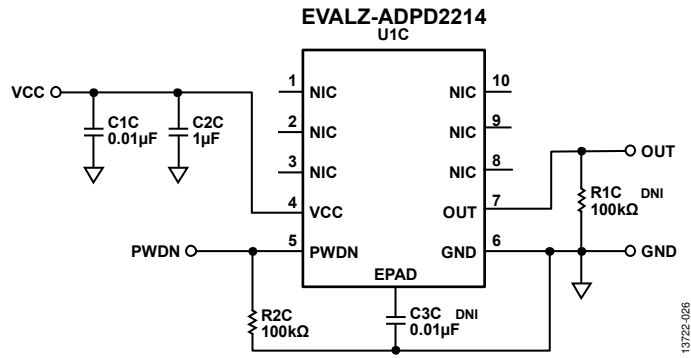 EVALZ-ADPD2214
U1C
VCC
C1C
0.01µF
C2C
1µF
1
NIC
2
NIC
3
NIC
4
VCC
5
PWDN
10
NIC
9
NIC
8
NIC
7
OUT
6
GND
EPAD
OUT
R1C DNI
100kΩ
GND
PWDN
R2C
100kΩ
C3C DNI
0.01µF
13722-026